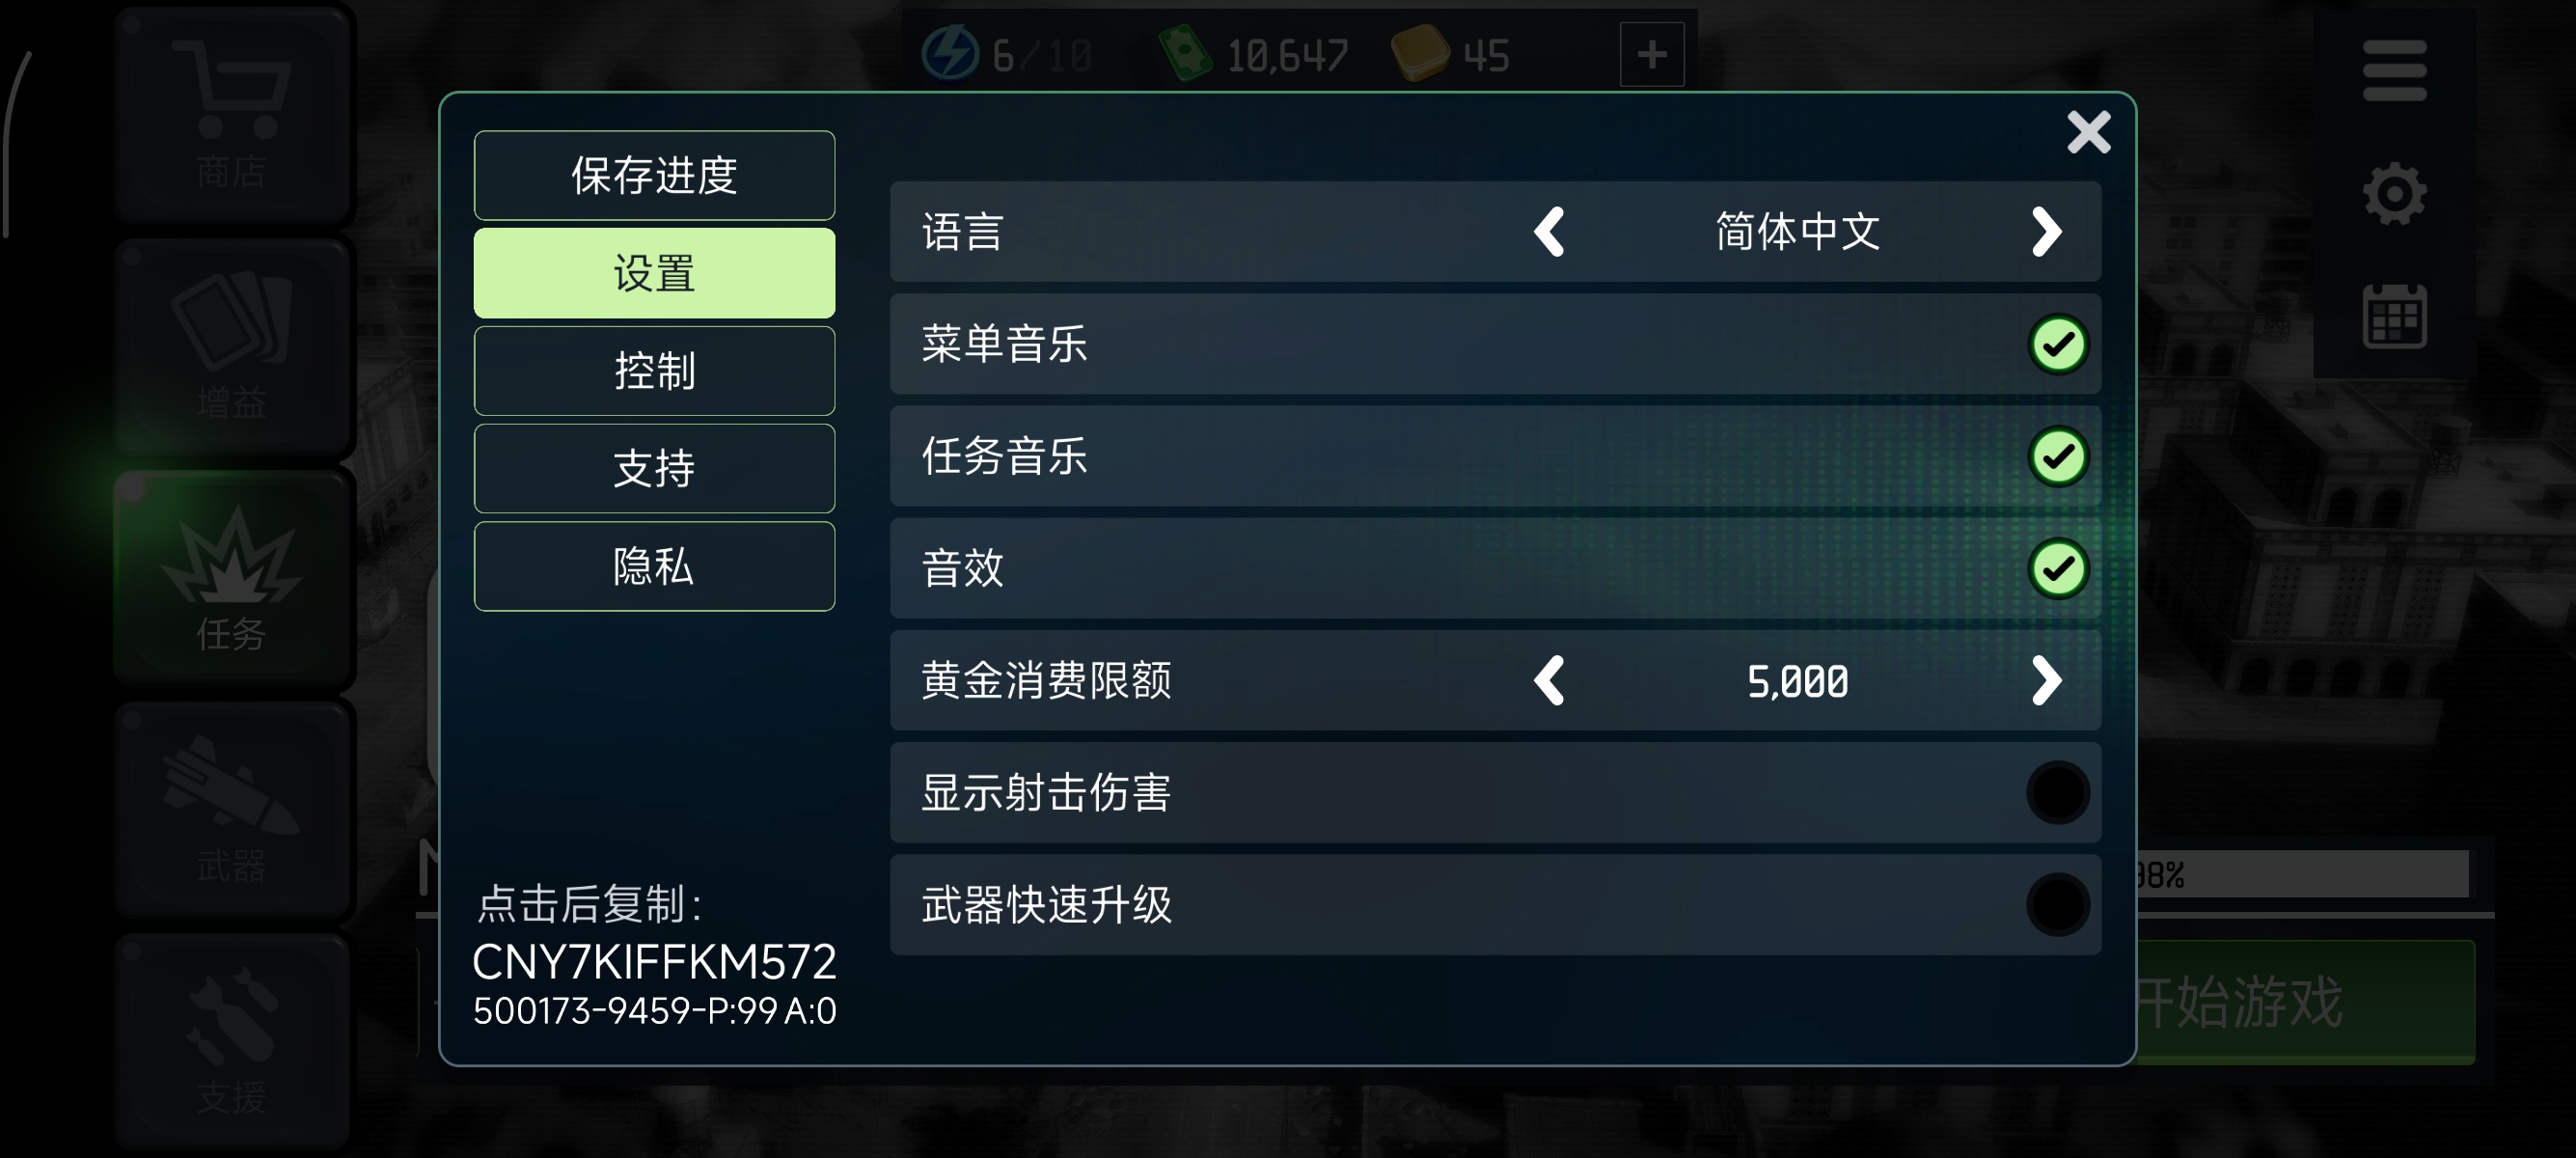 6/10
10,647
45
商店
增益
任务
武器
支援
保存进度
设置
控制
支持
隐私
点击后复制：
CNY7KIFFKM572
500173-9459-P:99 A:0
语言
简体中文
菜单音乐
任务音乐
音效
黄金消费限额
5,000
显示射击伤害
武器快速升级
98%
开始游戏